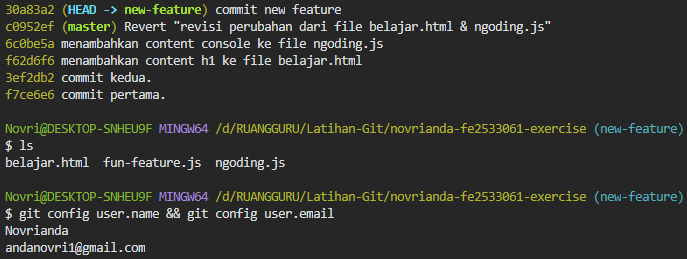 30a83a2 (HEAD -> new-feature) commit new feature
c0952ef (master) Revert "revisi perubahan dari file belajar.html & ngoding.js"
6c0be5a menambahkan content console ke file ngoding.js
f62d6f6 menambahkan content h1 ke file belajar.html
3ef2db2 commit kedua.
f7ce6e6 commit pertama.
Novri@DESKTOP-SNHEU9F MINGW64 /d/RUANGGURU/Latihan-Git/novrianda-fe2533061-exercise (new-feature)
$ ls
belajar.html  fun-feature.js  ngoding.js
Novri@DESKTOP-SNHEU9F MINGW64 /d/RUANGGURU/Latihan-Git/novrianda-fe2533061-exercise (new-feature)
$ git config user.name && git config user.email
Novrianda
andanovri1@gmail.com